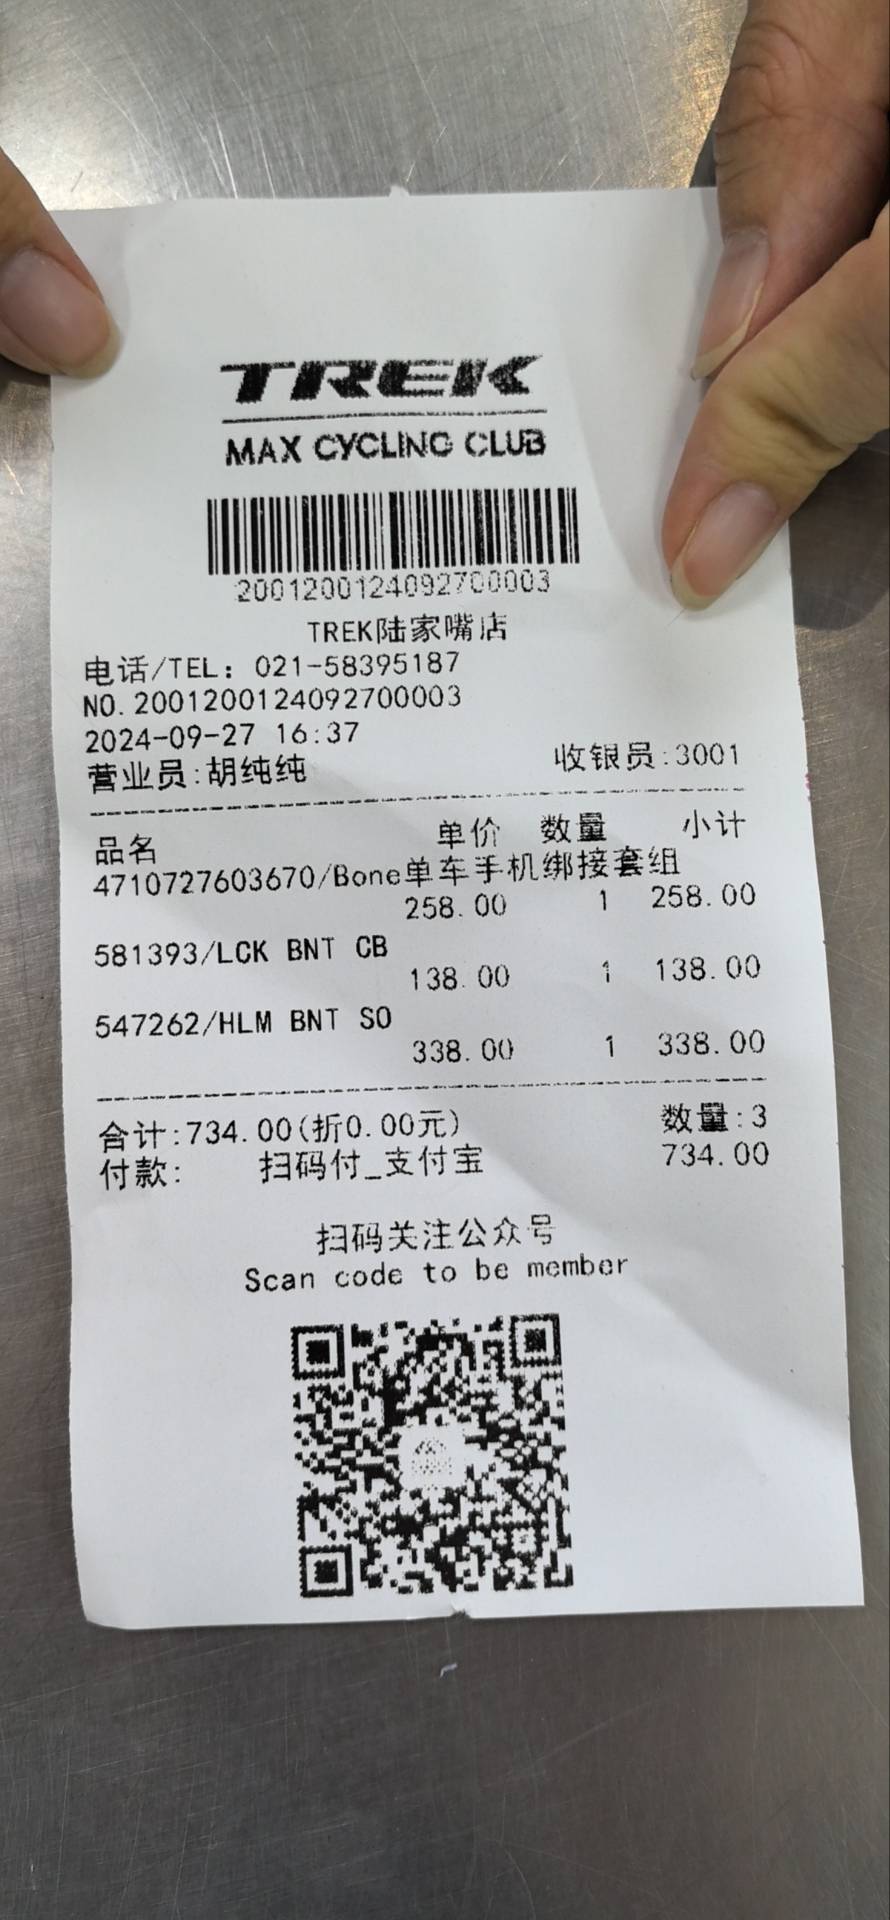 TREK
MAX CYCLING CLUB
2001200124092700003
TREK陆家嘴店
电话/TEL: 021-58395187
NO.2001200124092700003
2024-09-27 16:37
营业员:胡纯纯 收银员:3001
品名 单价 数量 小计
4710727603670/Bone单车手机绑接套组
258.00 1 258.00
581393/LCK BNT CB
138.00 1 138.00
547262/HLM BNT SO
338.00 1 338.00
合计:734.00(折0.00元) 数量:3
付款: 扫码付_支付宝 734.00
扫码关注公众号
Scan code to be member